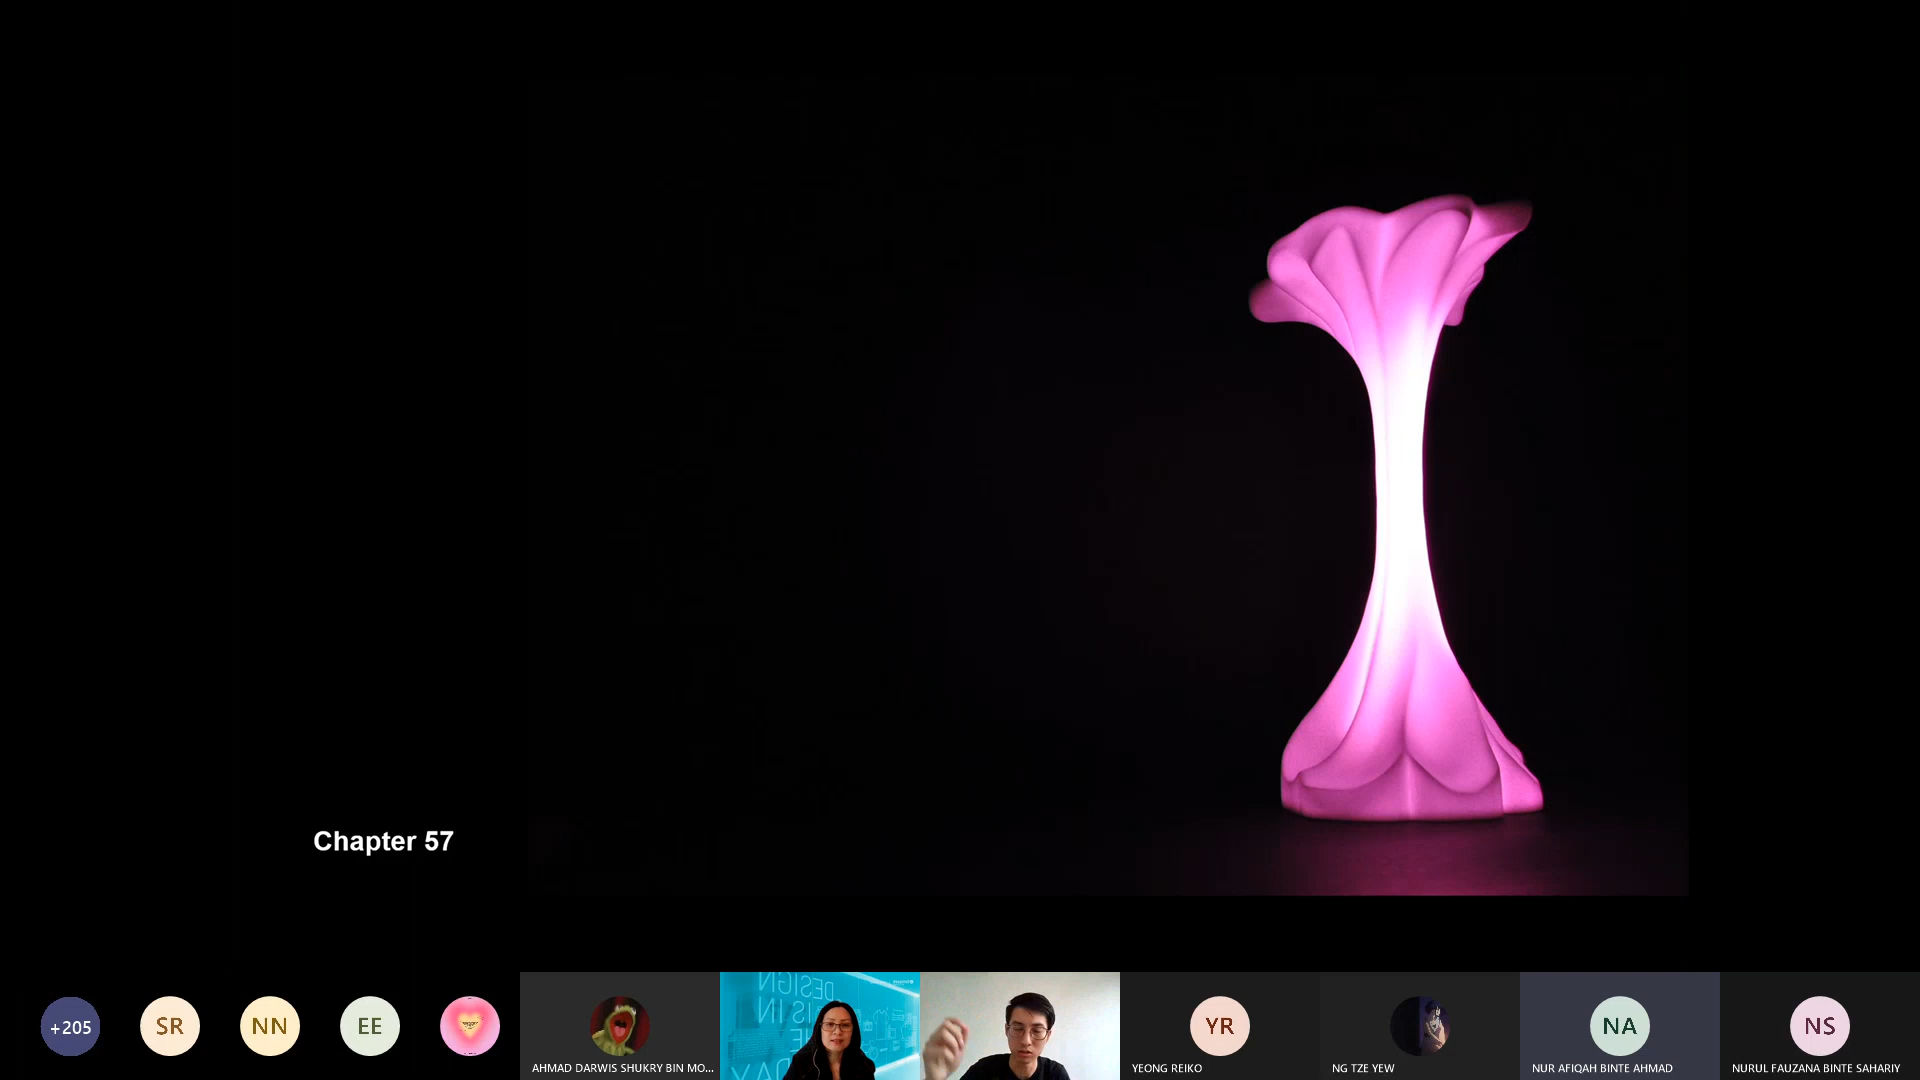 Chapter 57
+205
SR
NN
EE
AHMAD DARWIS SHUKRY BIN MO...
DESIGN
YR
YEONG REIKO
NG TZE YEW
NA
NUR AFIQAH BINTE AHMAD
NS
NURUL FAUZANA BINTE SAHARIY